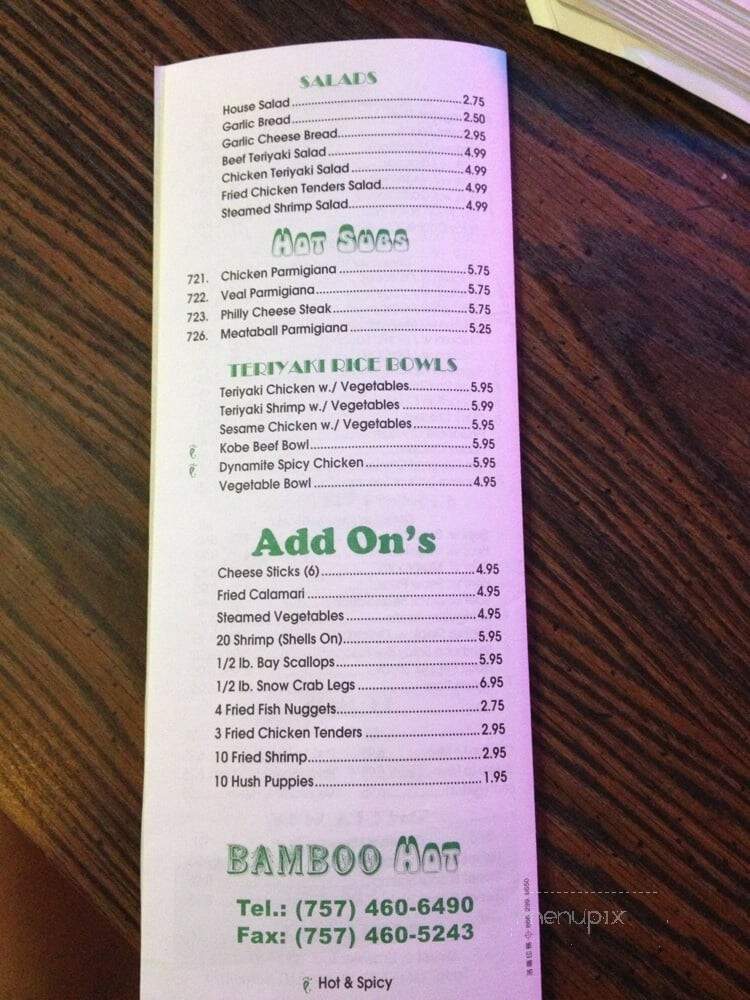 SALADS
House Salad ................................................ 2.75
Garlic Bread ................................................ 2.50
Garlic Cheese Bread................................... 2.95
Beef Teriyaki Salad ...................................... 4.99
Chicken Teriyaki Salad ................................ 4.99
Fried Chicken Tenders Salad........................ 4.99
Steamed Shrimp Salad................................. 4.99
HOT SUBS
721. Chicken Parmigiana ................................... 5.75
722. Veal Parmigiana.......................................... 5.75
723. Philly Cheese Steak...................................... 5.75
726. Meataball Parmigiana ................................ 5.25
TERIYAKI RICE BOWLS
Teriyaki Chicken w./ Vegetables................ 5.95
Teriyaki Shrimp w./ Vegetables .................. 5.99
Sesame Chicken w./ Vegetables................ 5.95
Kobe Beef Bowl............................................ 5.95
Dynamite Spicy Chicken............................. 5.95
Vegetable Bowl .......................................... 4.95
Add On's
Cheese Sticks (6).......................................... 4.95
Fried Calamari ............................................. 4.95
Steamed Vegetables ................................... 4.95
20 Shrimp (Shells On).................................... 5.95
1/2 lb. Bay Scallops...................................... 5.95
1/2 lb. Snow Crab Legs ................................ 6.95
4 Fried Fish Nuggets...................................... 2.75
3 Fried Chicken Tenders .............................. 2.95
10 Fried Shrimp............................................. 2.95
10 Hush Puppies............................................ 1.95
BAMBOO HOT
Tel.: (757) 460-6490
Fax: (757) 460-5243
Hot & Spicy
menupix